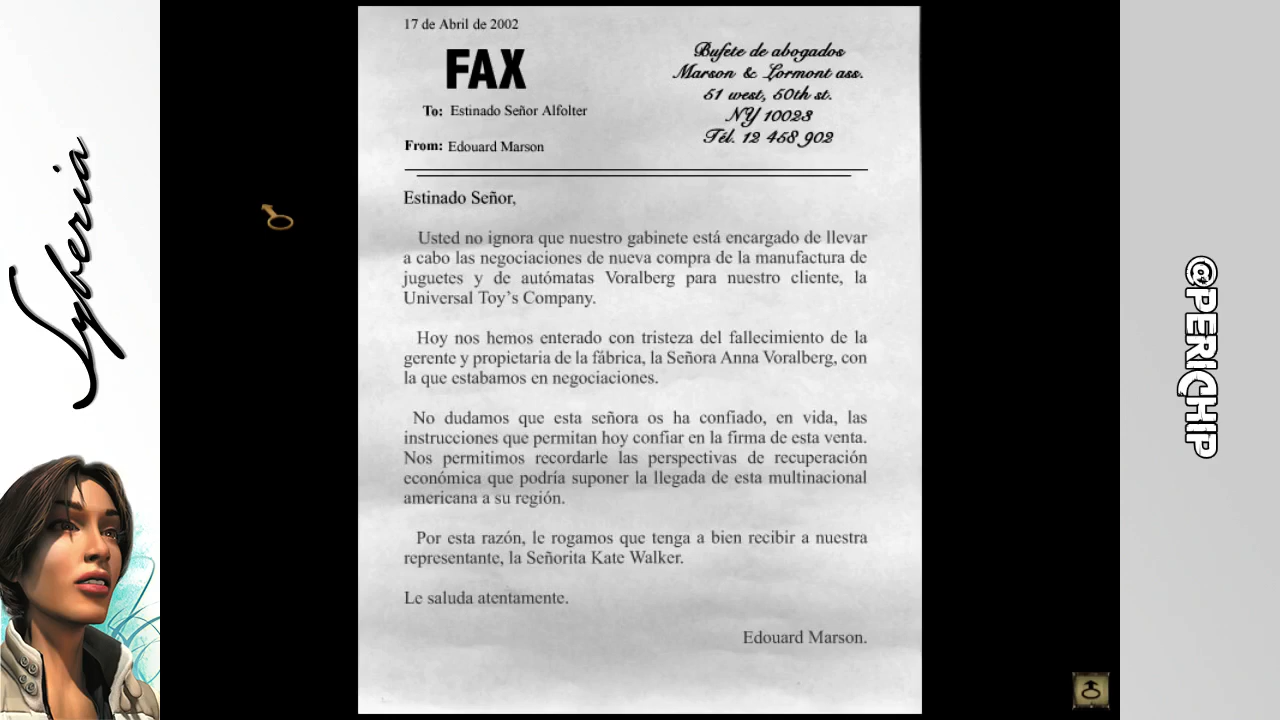 Syberia
17 de Abril de 2002
FAX
Bufete de abogados
Marson & Lormont ass.
51 west, 50th st.
NY 10023
Tél. 12 458 902
To: Estinado Señor Alfolter
From: Edouard Marson
Estinado Señor,
Usted no ignora que nuestro gabinete está encargado de llevar
a cabo las negociaciones de nueva compra de la manufactura de
juguetes y de autómatas Voralberg para nuestro cliente, la
Universal Toy's Company.
Hoy nos hemos enterado con tristeza del fallecimiento de la
gerente y propietaria de la fábrica, la Señora Anna Voralberg, con
la que estabamos en negociaciones.
No dudamos que esta señora os ha confiado, en vida, las
instrucciones que permitan hoy confiar en la firma de esta venta.
Nos permitimos recordarle las perspectivas de recuperación
económica que podría suponer la llegada de esta multinacional
americana a su región.
Por esta razón, le rogamos que tenga a bien recibir a nuestra
representante, la Señorita Kate Walker.
Le saluda atentamente.
Edouard Marson.
@PERICHIP